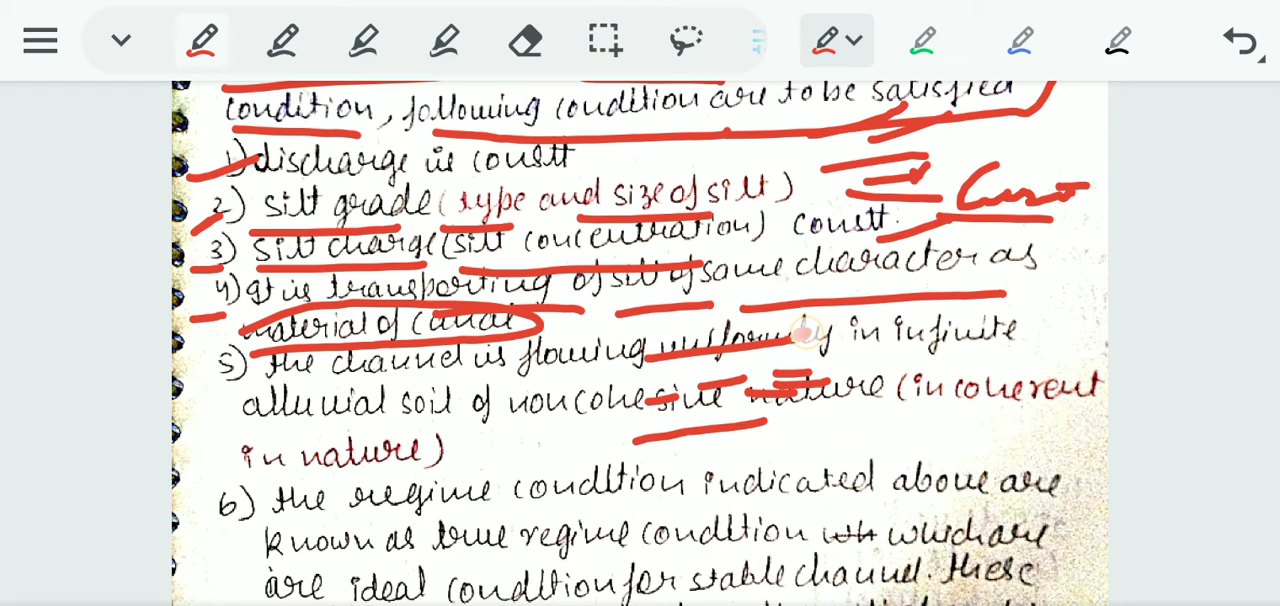 condition, following condition are to be satisfied
1) discharge is constt
2) silt grade (type and size of silt)
Const
3) silt charge (silt concentration) constt.
4) It is transporting of silt of same character as
material of canal
5) the channel is flowing uniformly in infinite
alluvial soil of noncohesive nature (incoherent
in nature)
6) the regime condition indicated above are
known as true regime condition which are
are ideal condition for stable channel. These